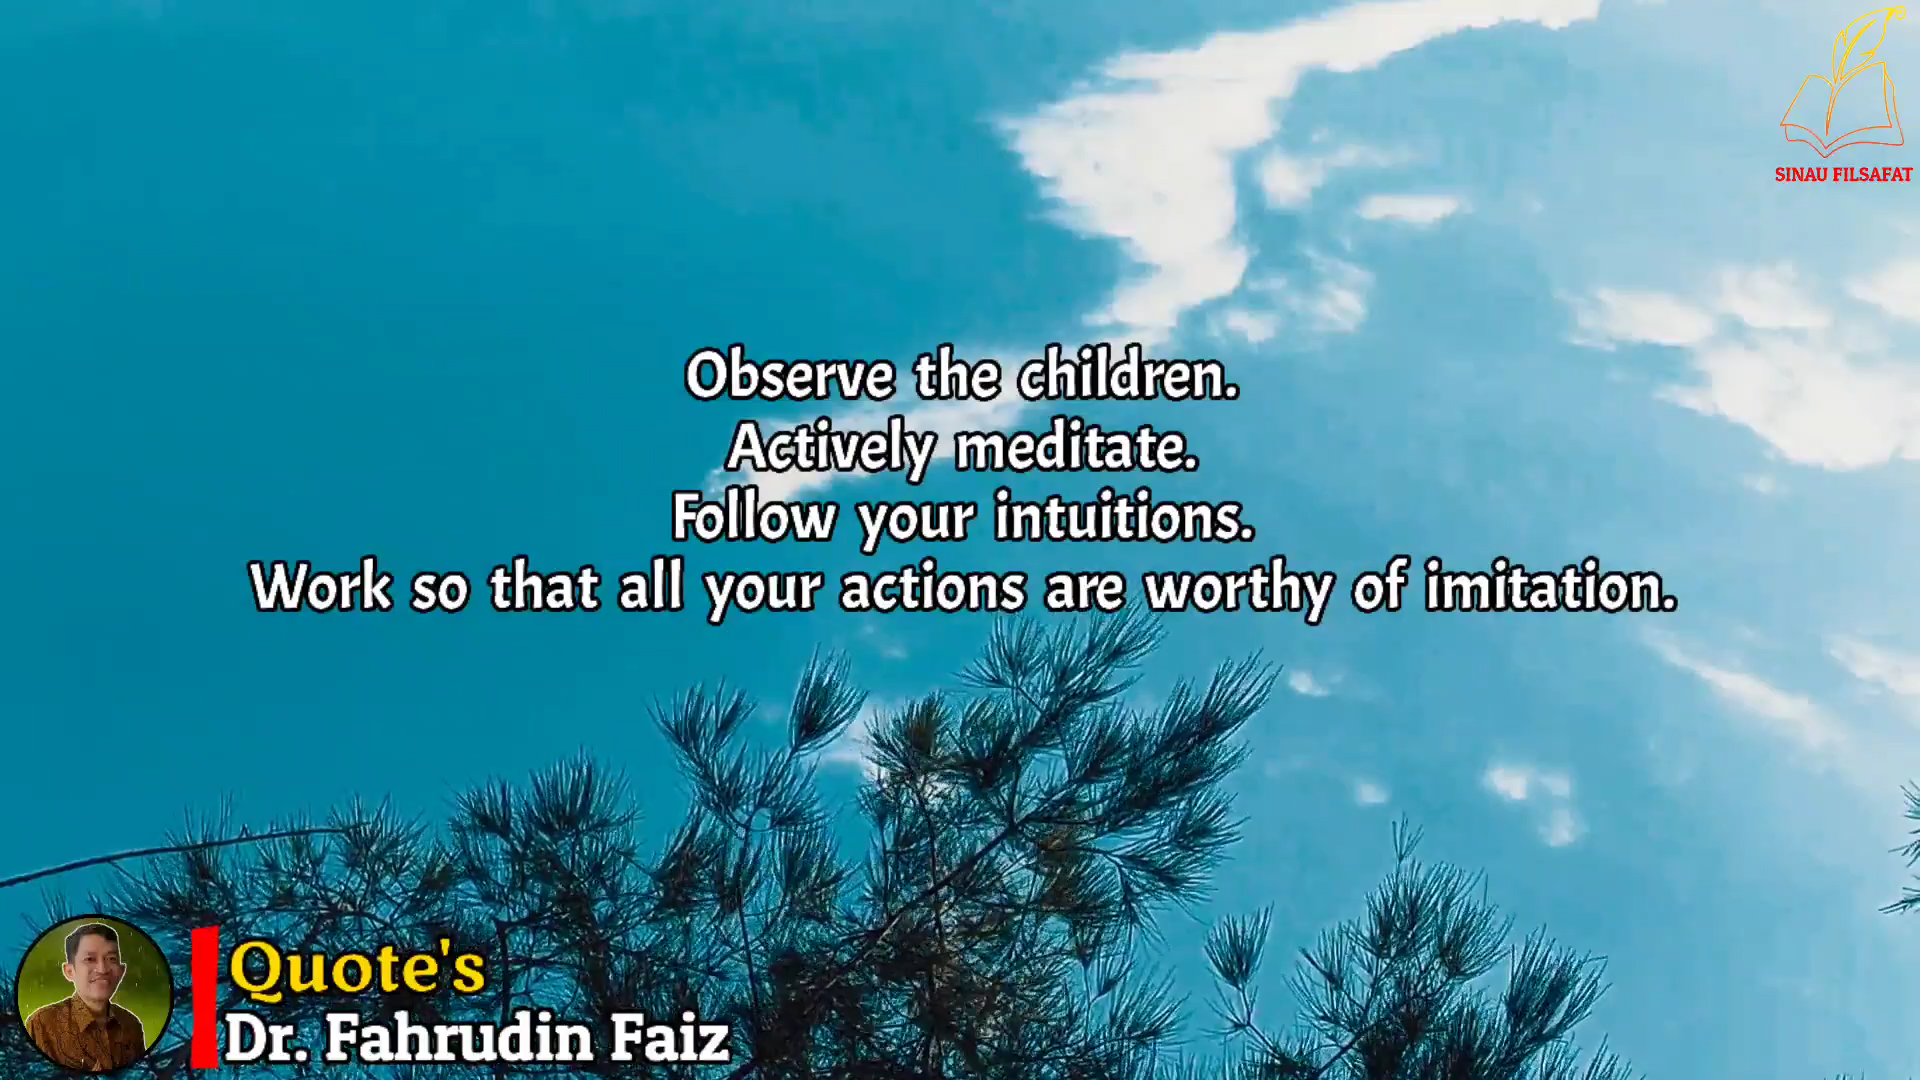 SINAU FILSAFAT
Observe the children.
Actively meditate.
Follow your intuitions.
Work so that all your actions are worthy of imitation.
Quote's
Dr. Fahrudin Faiz